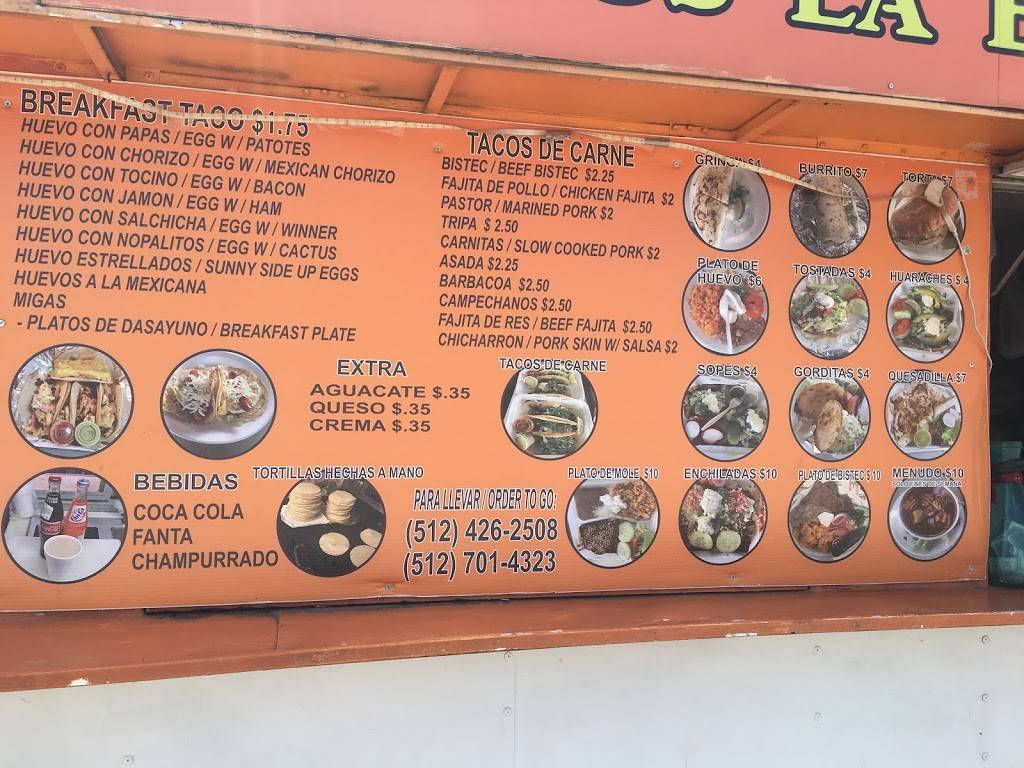 LA
BREAKFAST TACO $1.75
HUEVO CON PAPAS / EGG W / PATOTES
HUEVO CON CHORIZO / EGG W / MEXICAN CHORIZO
HUEVO CON TOCINO / EGG W / BACON
HUEVO CON JAMON / EGG W / HAM
HUEVO CON SALCHICHA / EGG W / WINNER
HUEVO CON NOPALITOS / EGG W / CACTUS
HUEVO ESTRELLADOS / SUNNY SIDE UP EGGS
HUEVOS A LA MEXICANA
MIGAS
- PLATOS DE DASAYUNO / BREAKFAST PLATE
TACOS DE CARNE
BISTEC / BEEF BISTEC $2.25
FAJITA DE POLLO / CHICKEN FAJITA $2
PASTOR / MARINED PORK $2
TRIPA $ 2.50
CARNITAS / SLOW COOKED PORK $2
ASADA $2.25
BARBACOA $2.50
CAMPECHANOS $2.50
FAJITA DE RES / BEEF FAJITA $2.50
CHICHARRON / PORK SKIN W/ SALSA $2
GRINGA $4
BURRITO $7
TORTA $7
PLATO DE
HUEVO $6
TOSTADAS $4
HUARACHES $ 4
SOPES $4
GORDITAS $4
QUESADILLA $7
EXTRA
AGUACATE $.35
QUESO $.35
CREMA $.35
TACOS DE CARNE
BEBIDAS
COCA COLA
FANTA
CHAMPURRADO
TORTILLAS HECHAS A MANO
PARA LLEVAR / ORDER TO GO:
(512) 426-2508
(512) 701-4323
PLATO DE MOLE $10
ENCHILADAS $10
PLATO DE BISTEC $ 10
MENUDO $10
SOLO FINES DE SEMANA